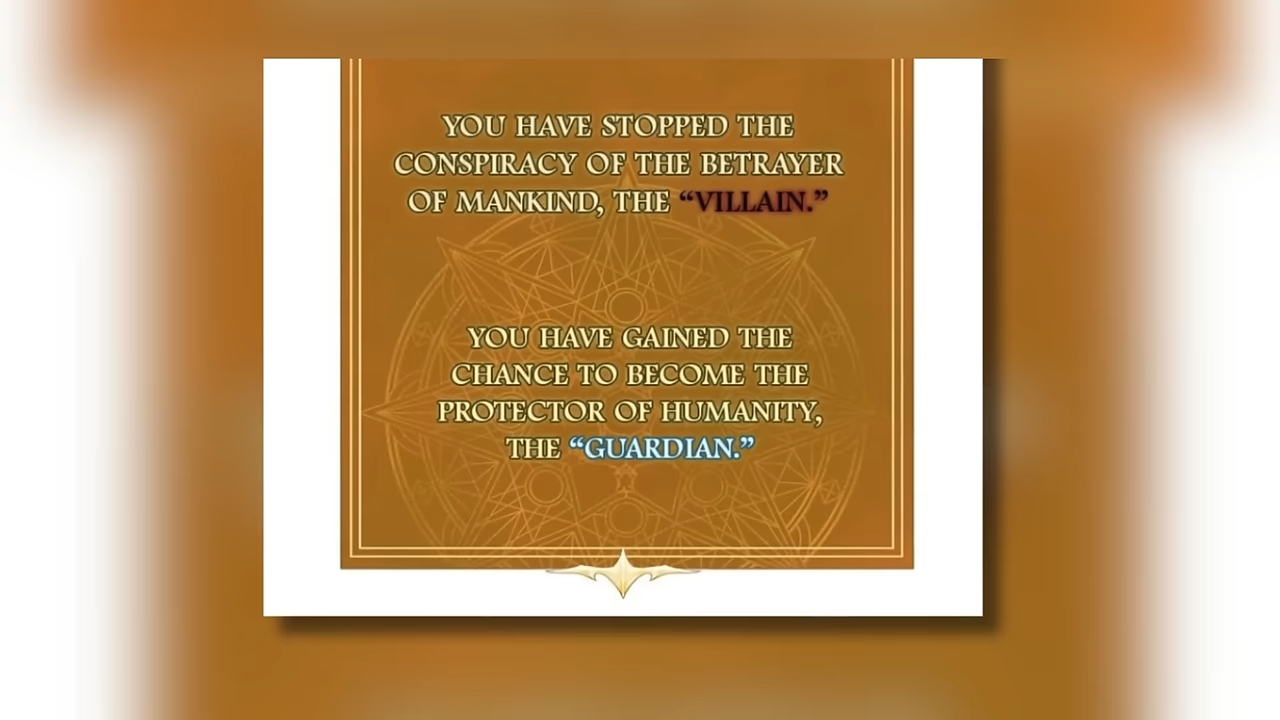 YOU HAVE STOPPED THE
CONSPIRACY OF THE BETRAYER
OF MANKIND, THE “VILLAIN.”
YOU HAVE GAINED THE
CHANCE TO BECOME THE
PROTECTOR OF HUMANITY,
THE “GUARDIAN.”